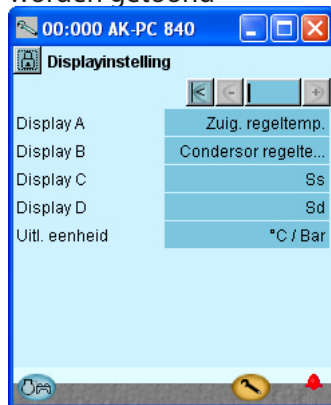 worden getoond
00:000 AK-PC 840
Displayinstelling
Display A Zuig. regeltemp.
Display B Condersor regelte...
Display C Ss
Display D Sd
Uitl. eenheid °C / Bar